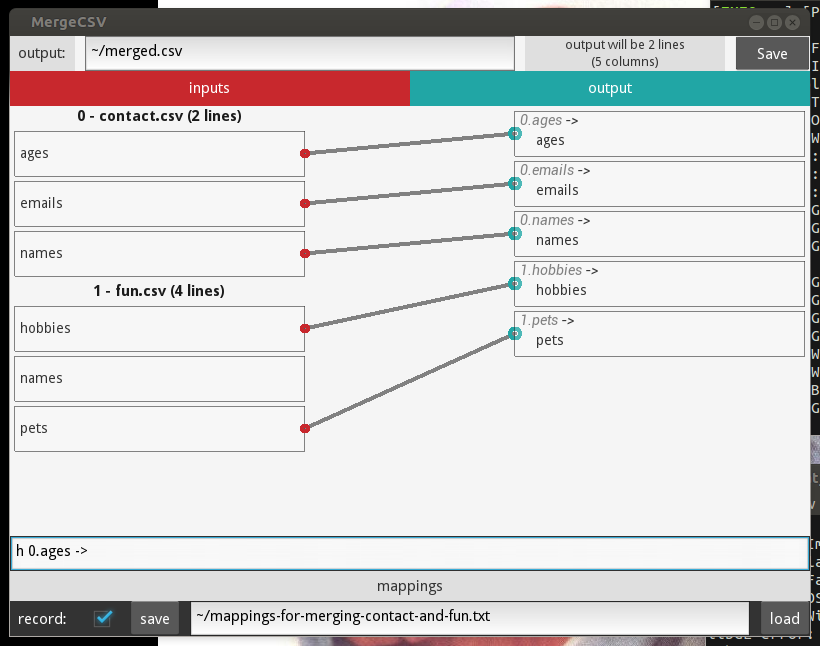 MergeCSV
output:
~/merged.csv
output will be 2 lines
(5 columns)
Save
inputs
output
0 - contact.csv (2 lines)
ages
emails
names
1 - fun.csv (4 lines)
hobbies
names
pets
0.ages ->
ages
0.emails ->
emails
0.names ->
names
1.hobbies ->
hobbies
1.pets ->
pets
h 0.ages ->
mappings
record:
save
~/mappings-for-merging-contact-and-fun.txt
load